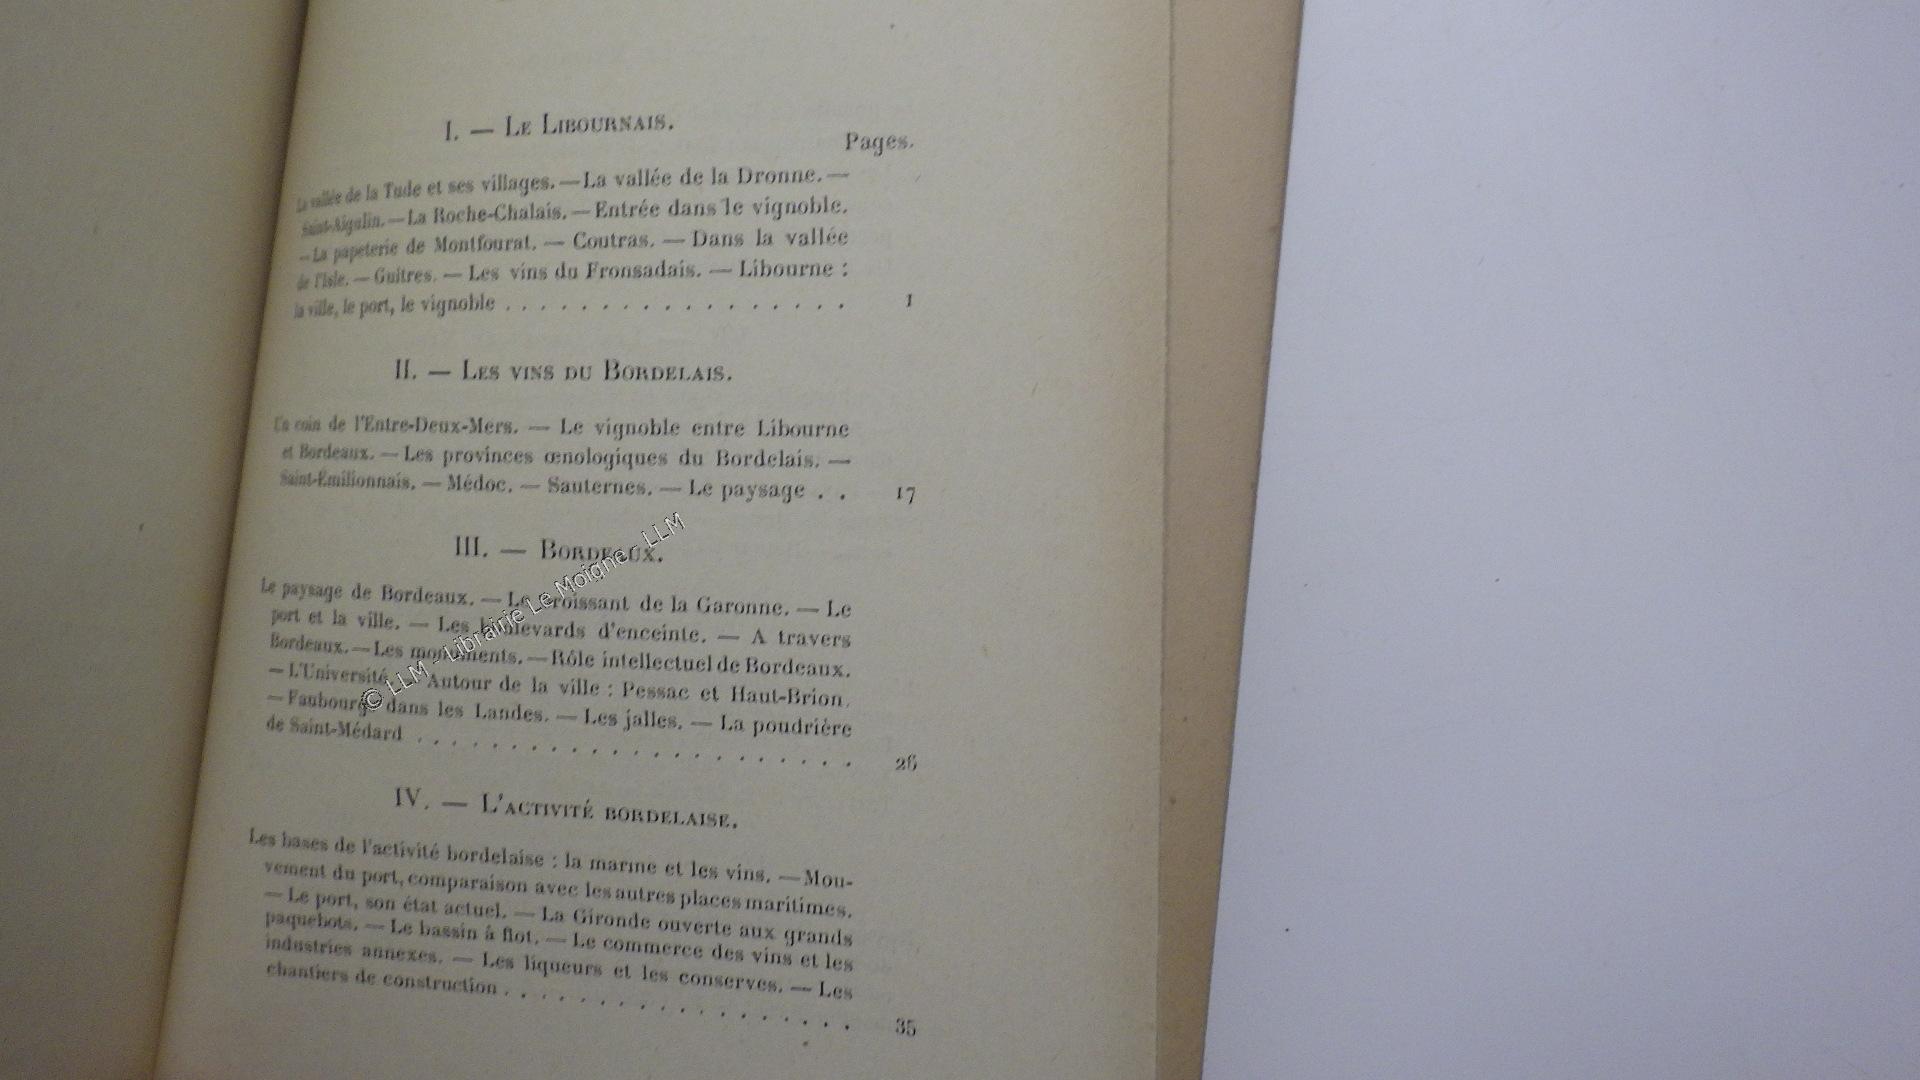 I. — LE LIBOURNAIS.
Pages.
La vallée de la Tude et ses villages. — La vallée de la Dronne. —
Saint-Aigulin. — La Roche-Chalais. — Entrée dans le vignoble.
— La papeterie de Montfourat. — Coutras. — Dans la vallée
de l'Isle. — Guîtres. — Les vins du Fronsadais. — Libourne :
la ville, le port, le vignoble . . . . . . . . . . . . . . . 1
II. — LES VINS DU BORDELAIS.
Un coin de l'Entre-Deux-Mers. — Le vignoble entre Libourne
et Bordeaux. — Les provinces œnologiques du Bordelais. —
Saint-Émilionnais. — Médoc. — Sauternes. — Le paysage . . 17
III. — BORDEAUX.
Le paysage de Bordeaux. — Le croissant de la Garonne. — Le
port et la ville. — Les boulevards d'enceinte. — A travers
Bordeaux. — Les monuments. — Rôle intellectuel de Bordeaux.
— L'Université. — Autour de la ville : Pessac et Haut-Brion.
— Faubourgs dans les Landes. — Les jalles. — La poudrière
de Saint-Médard . . . . . . . . . . . . . . . . . . . 26
IV. — L'ACTIVITÉ BORDELAISE.
Les bases de l'activité bordelaise : la marine et les vins. — Mou-
vement du port, comparaison avec les autres places maritimes.
— Le port, son état actuel. — La Gironde ouverte aux grands
paquebots. — Le bassin à flot. — Le commerce des vins et les
industries annexes. — Les liqueurs et les conserves. — Les
chantiers de construction . . . . . . . . . . . . . . . 35
© LLM - Librairie Le Moigne - LLM